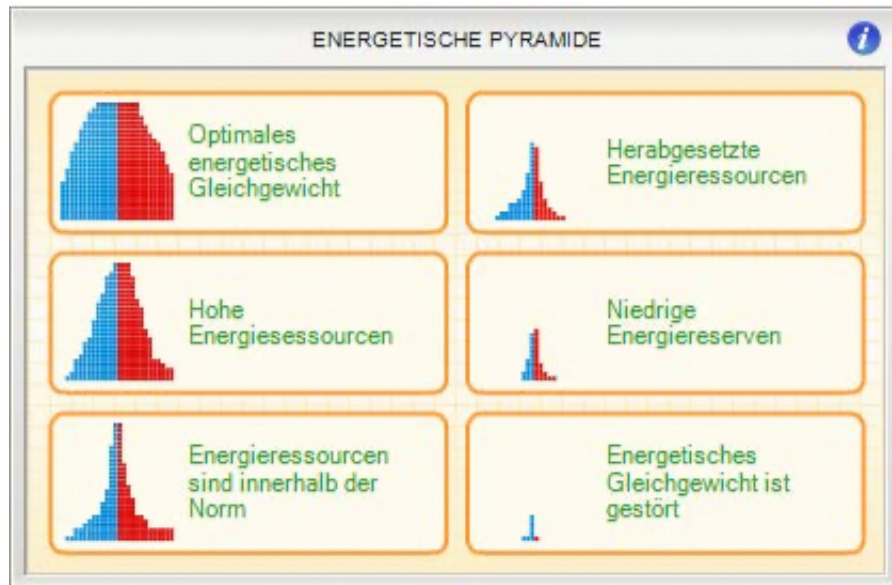 ENERGETISCHE PYRAMIDE
i
Optimales
energetisches
Gleichgewicht
Herabgesetzte
Energieressourcen
Hohe
Energiesessourcen
Niedrige
Energiereserven
Energieressourcen
sind innerhalb der
Norm
Energetisches
Gleichgewicht ist
gestört